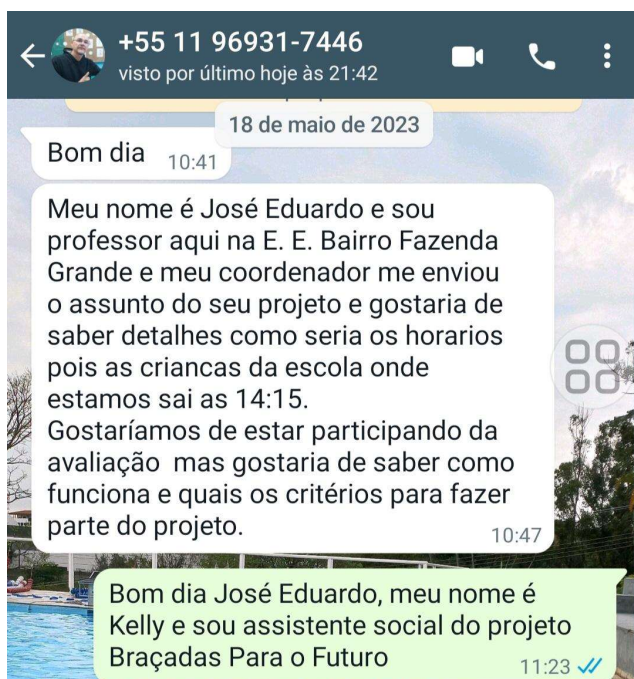 +55 11 96931-7446
visto por último hoje às 21:42
18 de maio de 2023
Bom dia 10:41
Meu nome é José Eduardo e sou
professor aqui na E. E. Bairro Fazenda
Grande e meu coordenador me enviou
o assunto do seu projeto e gostaria de
saber detalhes como seria os horarios
pois as criancas da escola onde
estamos sai as 14:15.
Gostaríamos de estar participando da
avaliação mas gostaria de saber como
funciona e quais os critérios para fazer
parte do projeto. 10:47
Bom dia José Eduardo, meu nome é
Kelly e sou assistente social do projeto
Braçadas Para o Futuro 11:23